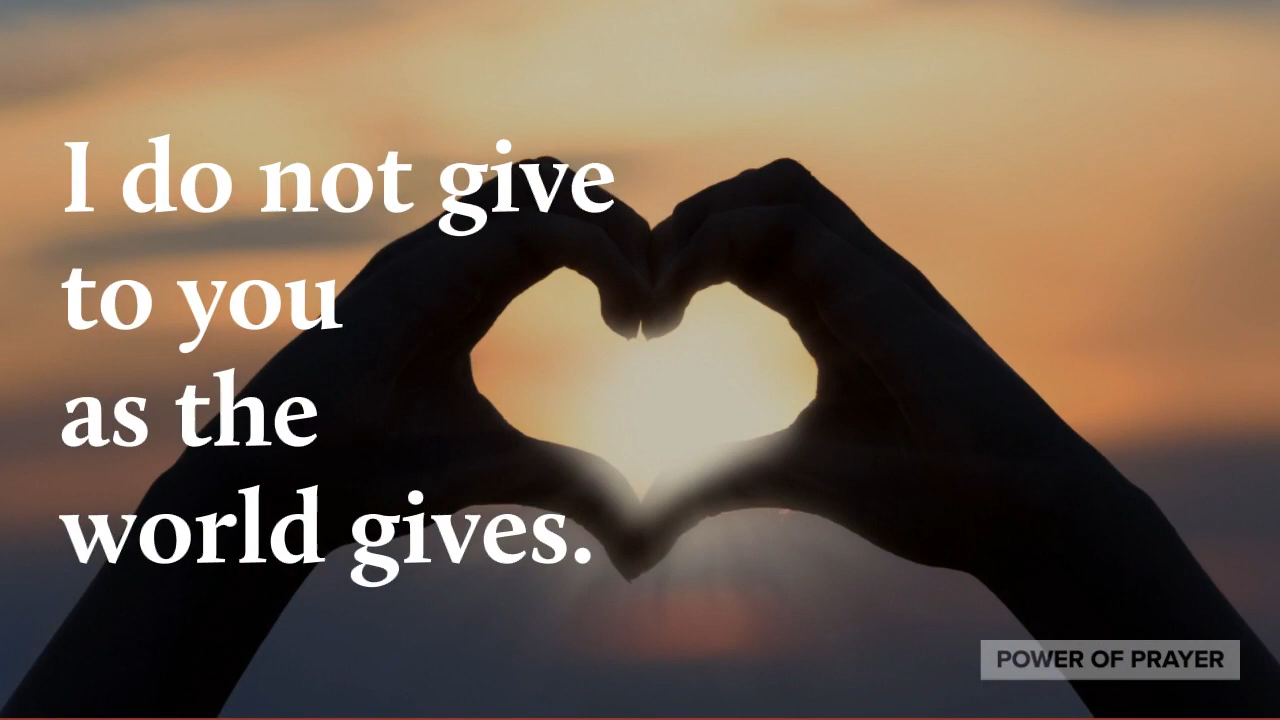 I do not give
to you
as the
world gives.
POWER OF PRAYER